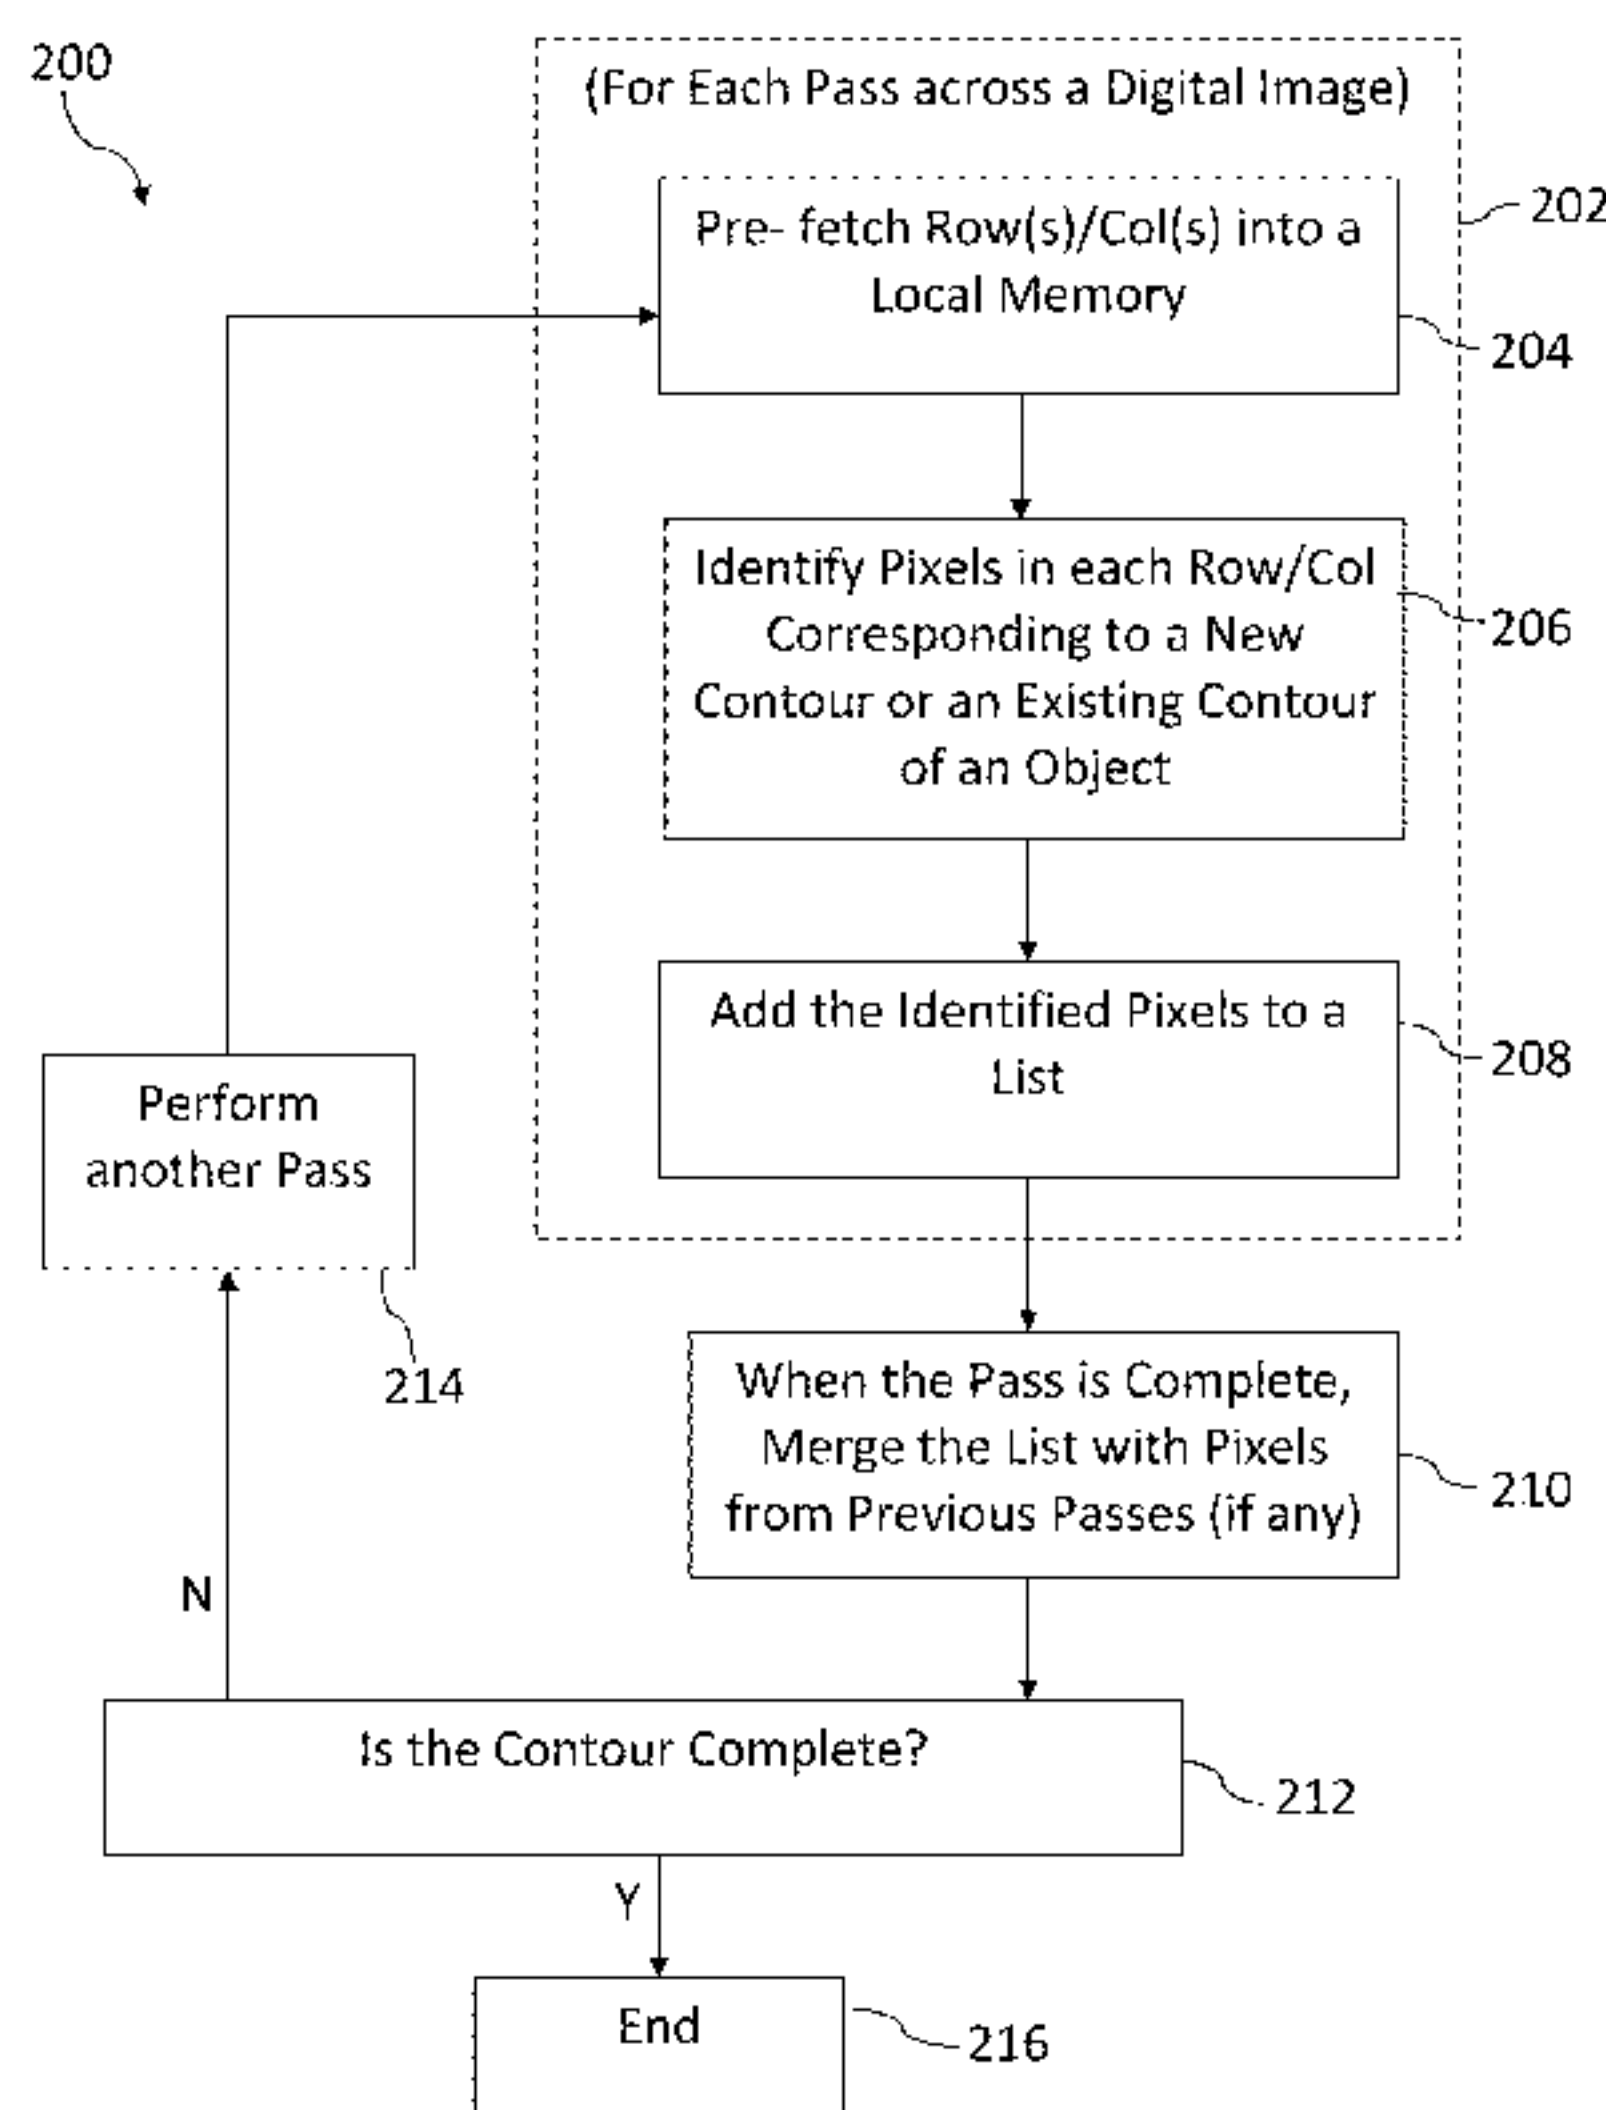 200
(For Each Pass across a Digital Image)
202
Pre- fetch Row(s)/Col(s) into a
Local Memory
204
Identify Pixels in each Row/Col
Corresponding to a New
Contour or an Existing Contour
of an Object
206
Add the Identified Pixels to a
List
208
Perform
another Pass
214
When the Pass is Complete,
Merge the List with Pixels
from Previous Passes (if any)
210
N
Is the Contour Complete?
212
Y
End
216